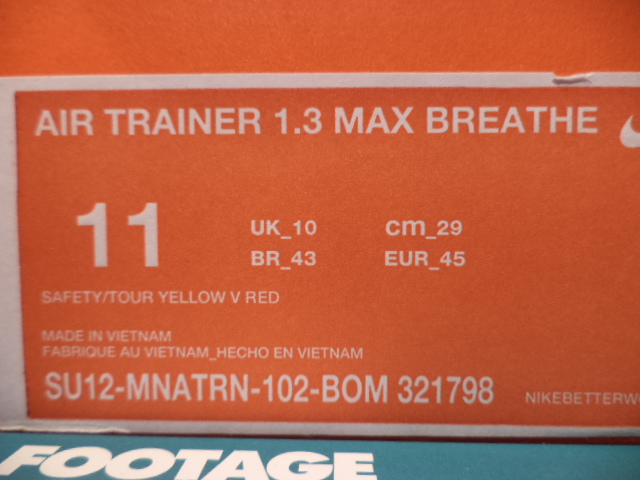 AIR TRAINER 1.3 MAX BREATHE
11
UK_10 cm_29
BR_43 EUR_45
SAFETY/TOUR YELLOW V RED
MADE IN VIETNAM
FABRIQUE AU VIETNAM_HECHO EN VIETNAM
SU12-MNATRN-102-BOM 321798
NIKEBETTERWO
FOOTAGE